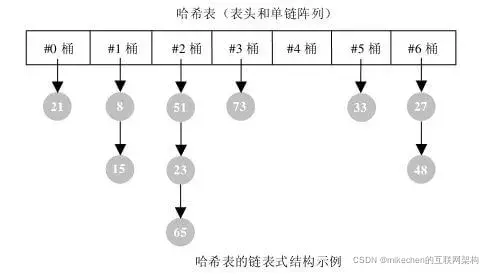 哈希表（表头和单链阵列）
#0 桶 #1 桶 #2 桶 #3 桶 #4 桶 #5 桶 #6 桶
21 8 51 73 33 27
15 23 48
65
哈希表的链表式结构示例
CSDN @mikechen的互联网架构